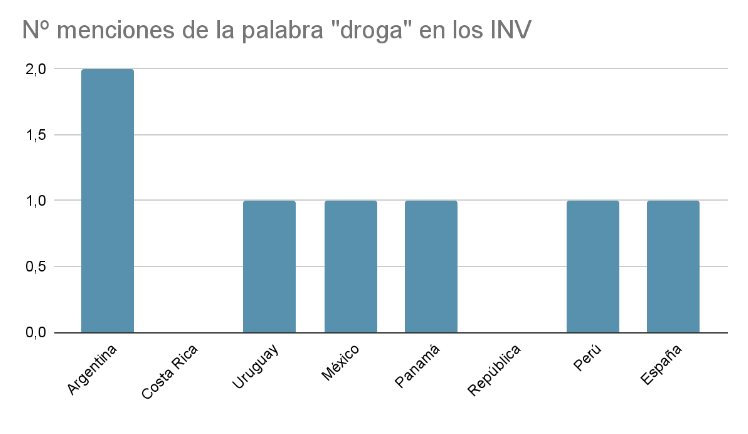 Nº menciones de la palabra "droga" en los INV
2,0
1,5
1,0
0,5
0,0
Argentina
Costa Rica
Uruguay
México
Panamá
República
Perú
España